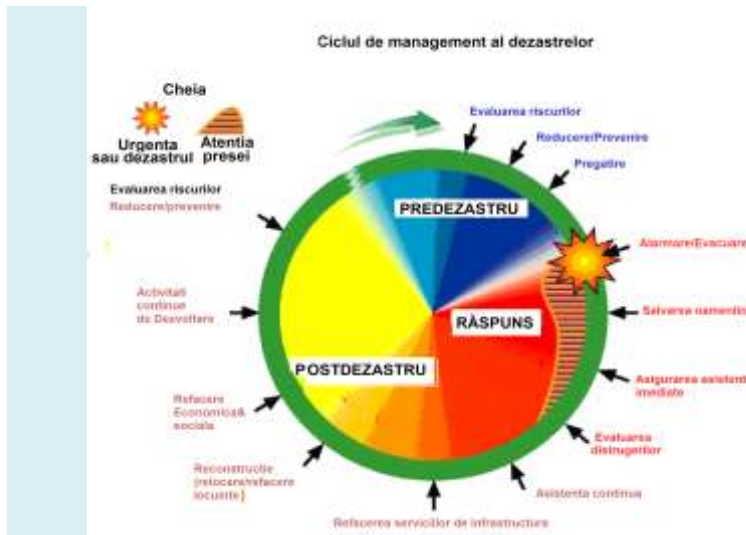 Ciclul de management al dezastrelor
Cheia
Urgenta
sau dezastrul
Atentia
presei
Evaluarea riscurilor
Reducere/Prevenire
Pregatire
Evaluarea riscurilor
Reducere/prevenire
PREDEZASTRU
Alarmare/Evacuare
Activitati
continue
de Dezvoltare
Salvarea
RÀSPUNS
POSTDEZASTRU
Asigurarea asistent
imediate
Refacere
Economica&
sociala
Evaluarea
distrugerilor
Reconstructie
(relocare/refacere
locuinte)
Asistenta continua
Refacerea serviciilor de infrastructura